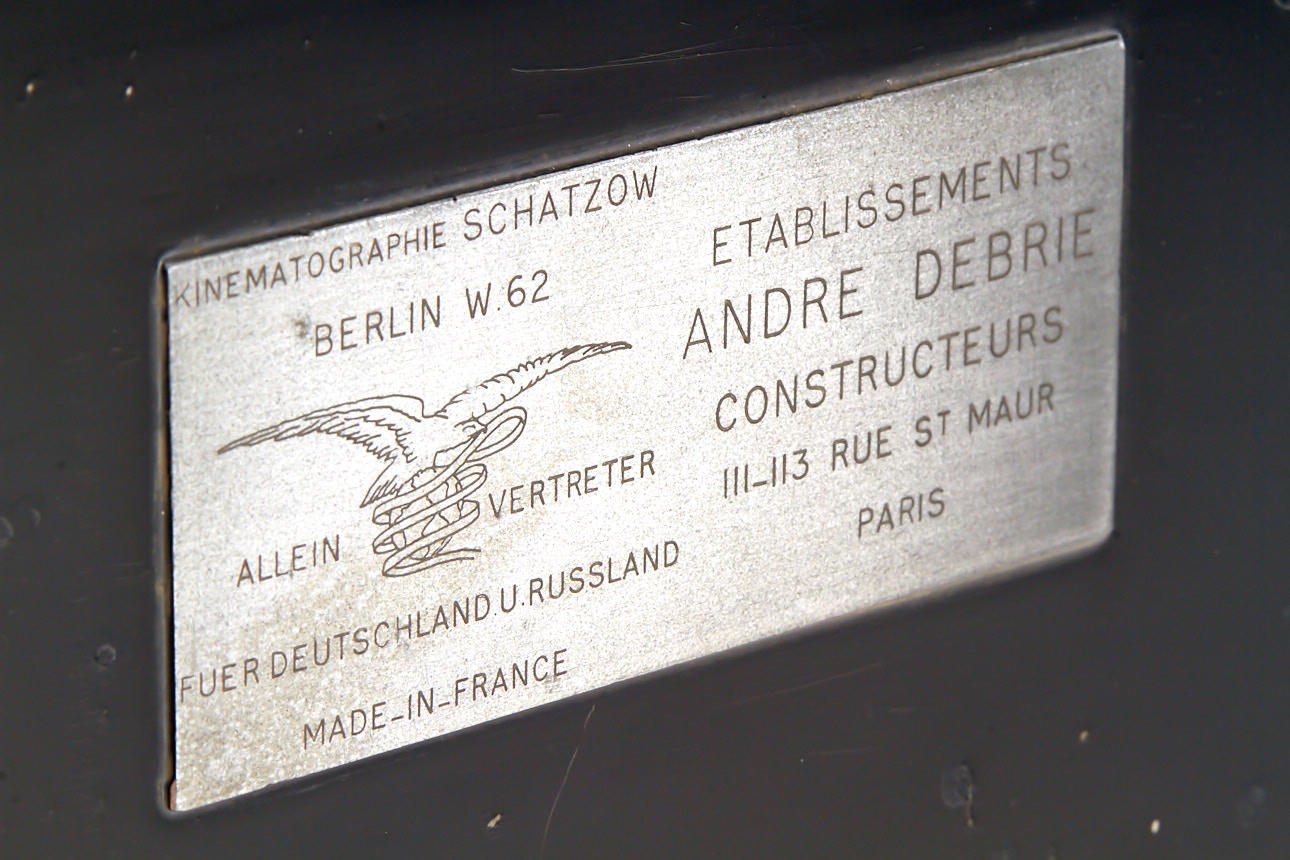 KINEMATOGRAPHIE SCHATZOW
BERLIN W.62
ALLEIN VERTRETER
FUER DEUTSCHLAND.U.RUSSLAND
MADE-IN-FRANCE
ETABLISSEMENTS
ANDRE DEBRIE
CONSTRUCTEURS
111-113 RUE ST MAUR
PARIS